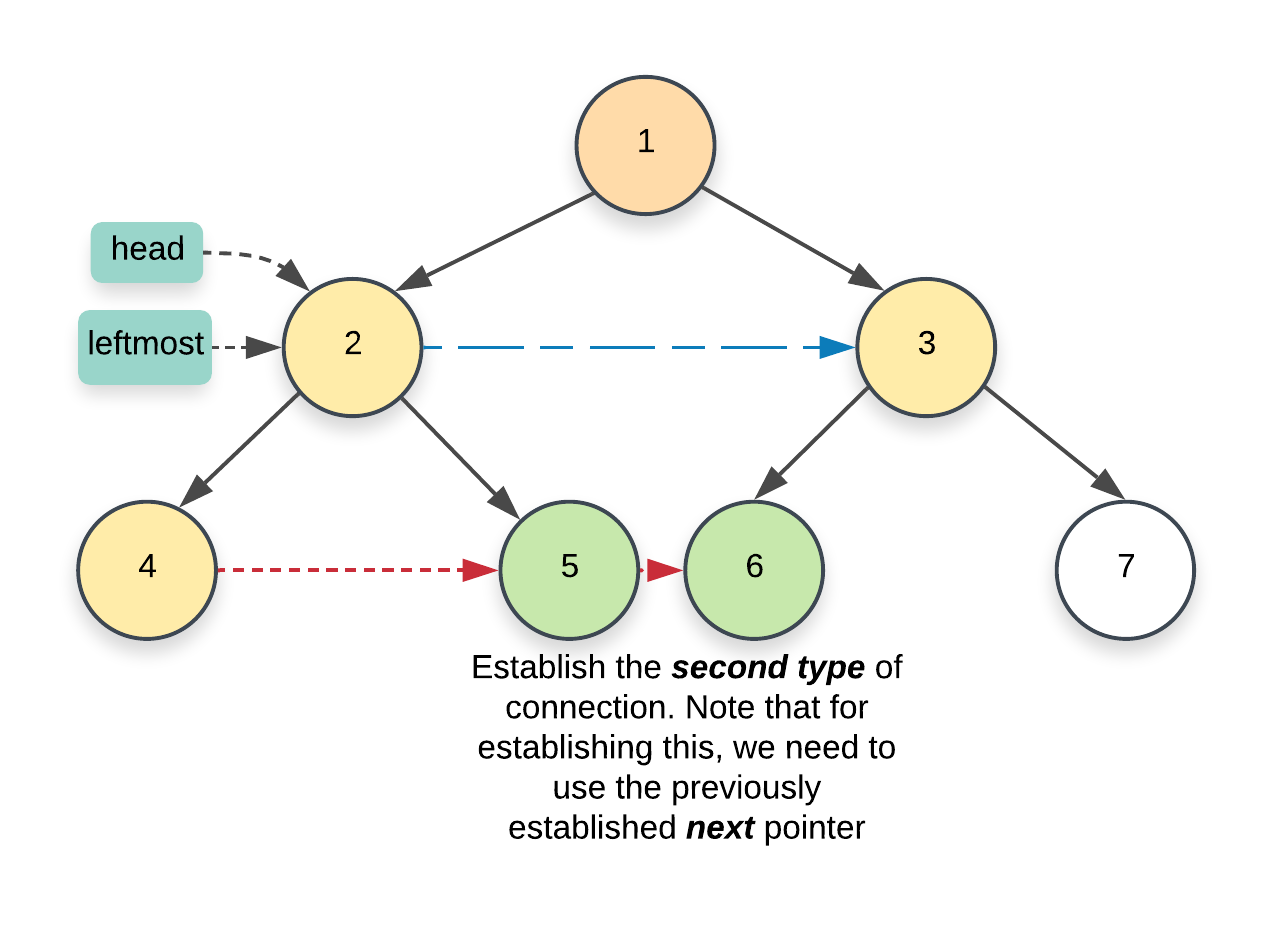 1
head
leftmost
2
3
4
5
6
7
Establish the second type of
connection. Note that for
establishing this, we need to
use the previously
established next pointer